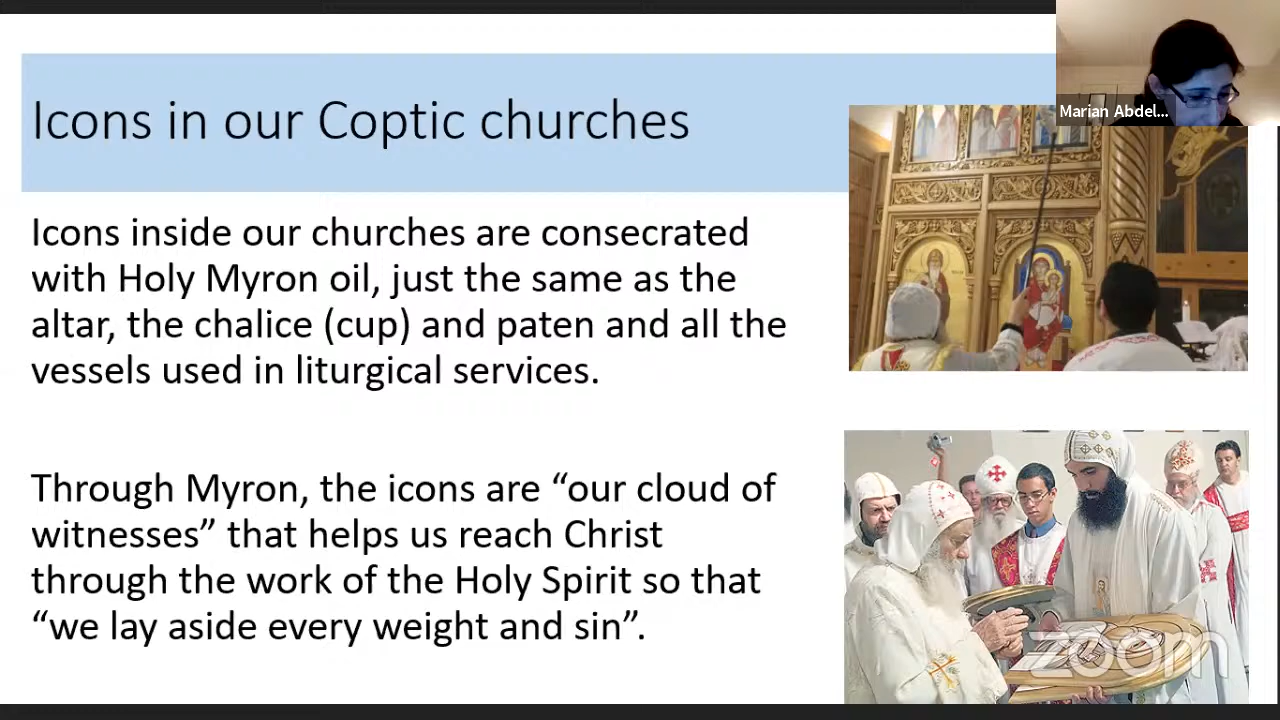 Icons in our Coptic churches
Marian Abdel...
Icons inside our churches are consecrated
with Holy Myron oil, just the same as the
altar, the chalice (cup) and paten and all the
vessels used in liturgical services.
Through Myron, the icons are “our cloud of
witnesses” that helps us reach Christ
through the work of the Holy Spirit so that
“we lay aside every weight and sin”.
zoom